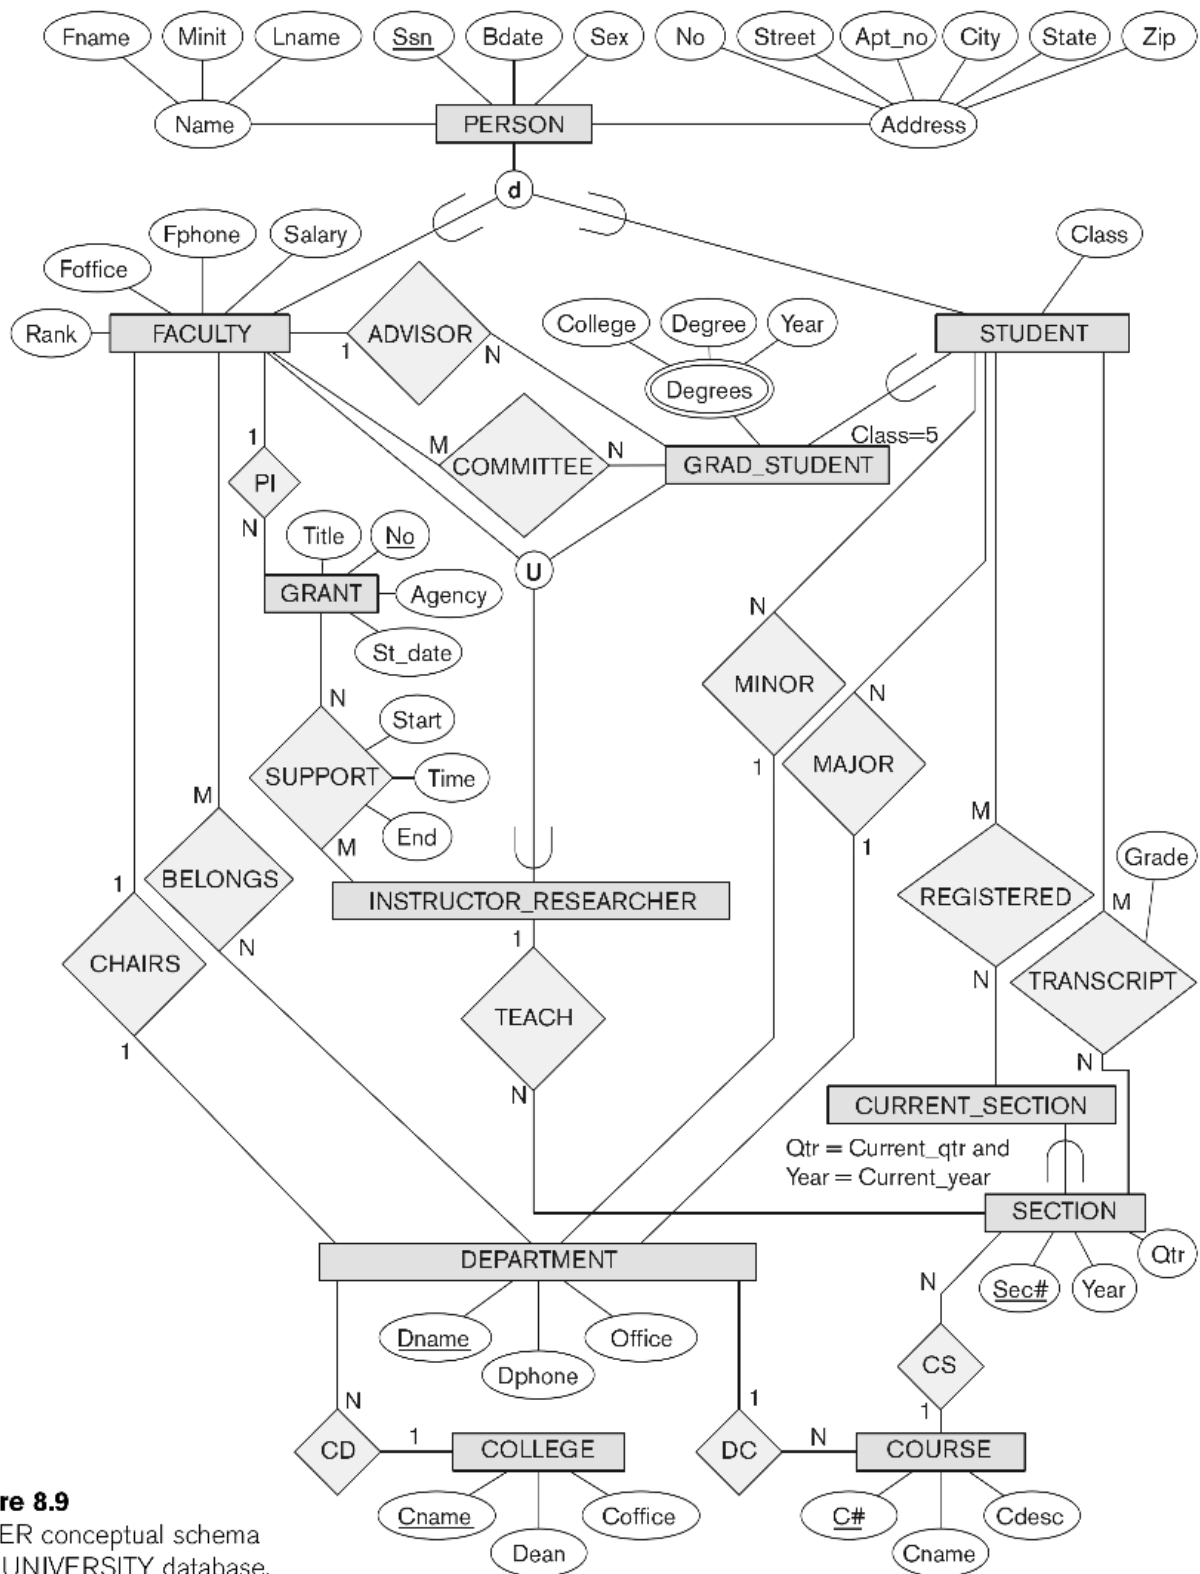 Fname Minit Lname Ssn Bdate Sex No Street Apt_no City State Zip
Name PERSON Address
d
Fphone Salary Class
Foffice
Rank FACULTY ADVISOR College Degree Year STUDENT
1 N
Degrees
Class=5
1 M COMMITTEE N GRAD_STUDENT
PI
N Title No
U
GRANT Agency
St_date
N
MINOR
N N
Start
1 MAJOR
SUPPORT Time
M M
End
M 1
Grade
1 BELONGS INSTRUCTOR_RESEARCHER REGISTERED
M
N 1
CHAIRS
N TRANSCRIPT
TEACH
1 N
N
CURRENT_SECTION
Qtr = Current_qtr and
Year = Current_year
SECTION
DEPARTMENT Qtr
N Sec# Year
Dname Office
Dphone CS
N 1 1
CD 1 COLLEGE DC N COURSE
Cname Coffice C# Cdesc
Dean Cname
re 8.9
ER conceptual schema
UNIVERSITY database.